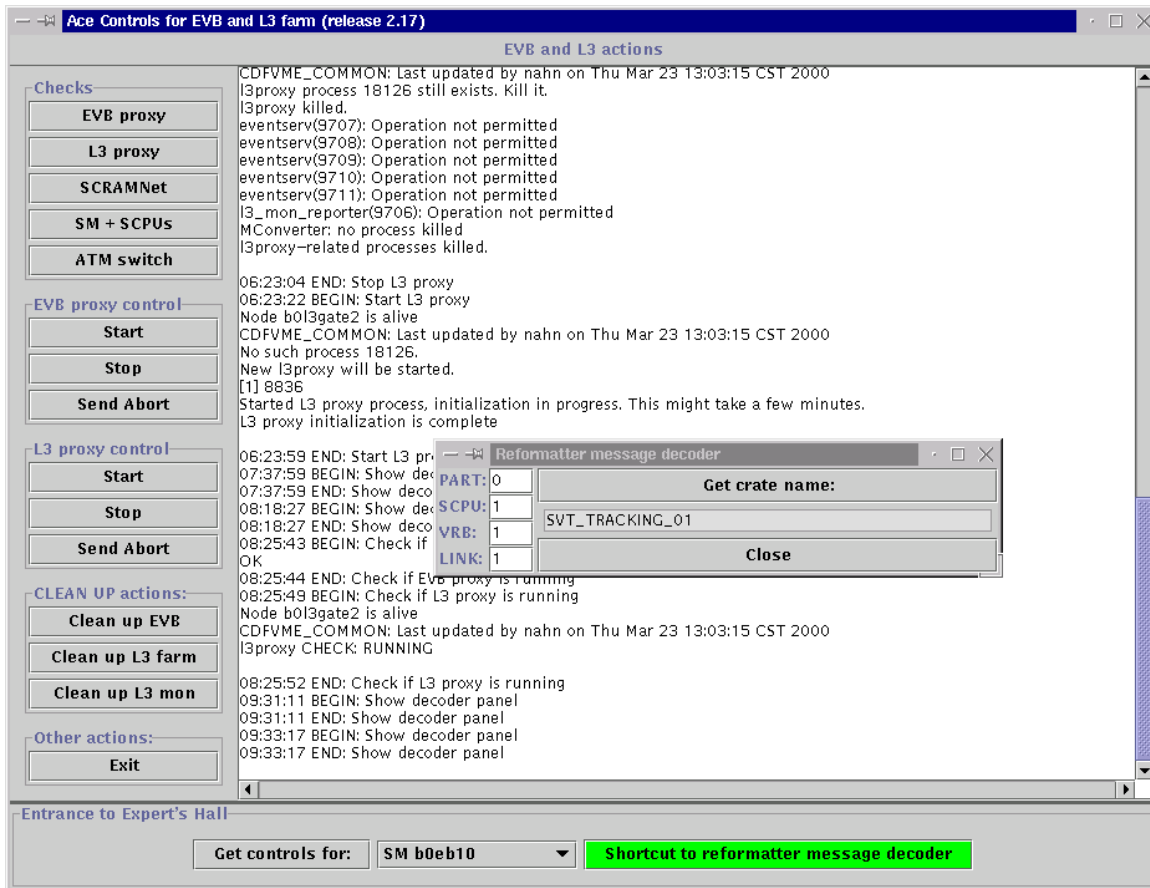 Ace Controls for EVB and L3 farm (release 2.17)
EVB and L3 actions
Checks
EVB proxy
L3 proxy
SCRAMNet
SM + SCPUs
ATM switch
EVB proxy control
Start
Stop
Send Abort
L3 proxy control
Start
Stop
Send Abort
CLEAN UP actions:
Clean up EVB
Clean up L3 farm
Clean up L3 mon
Other actions:
Exit
CDFVME_COMMON: Last updated by nahn on Thu Mar 23 13:03:15 CST 2000
l3proxy process 18126 still exists. Kill it.
l3proxy killed.
eventserv(9707): Operation not permitted
eventserv(9708): Operation not permitted
eventserv(9709): Operation not permitted
eventserv(9710): Operation not permitted
eventserv(9711): Operation not permitted
l3_mon_reporter(9706): Operation not permitted
MConverter: no process killed
l3proxy-related processes killed.
06:23:04 END: Stop L3 proxy
06:23:22 BEGIN: Start L3 proxy
Node b0l3gate2 is alive
CDFVME_COMMON: Last updated by nahn on Thu Mar 23 13:03:15 CST 2000
No such process 18126.
New l3proxy will be started.
[1] 8836
Started L3 proxy process, initialization in progress. This might take a few minutes.
L3 proxy initialization is complete
06:23:59 END: Start L3 pr
07:37:59 BEGIN: Show de
07:37:59 END: Show deco
08:18:27 BEGIN: Show de
08:18:27 END: Show deco
08:25:43 BEGIN: Check if
OK
08:25:44 END: Check if EVB proxy is running
08:25:49 BEGIN: Check if L3 proxy is running
Node b0l3gate2 is alive
CDFVME_COMMON: Last updated by nahn on Thu Mar 23 13:03:15 CST 2000
l3proxy CHECK: RUNNING
08:25:52 END: Check if L3 proxy is running
09:31:11 BEGIN: Show decoder panel
09:31:11 END: Show decoder panel
09:33:17 BEGIN: Show decoder panel
09:33:17 END: Show decoder panel
Reformatter message decoder
PART: 0
SCPU: 1
VRB: 1
LINK: 1
Get crate name:
SVT_TRACKING_01
Close
Entrance to Expert's Hall
Get controls for:
SM b0eb10
Shortcut to reformatter message decoder